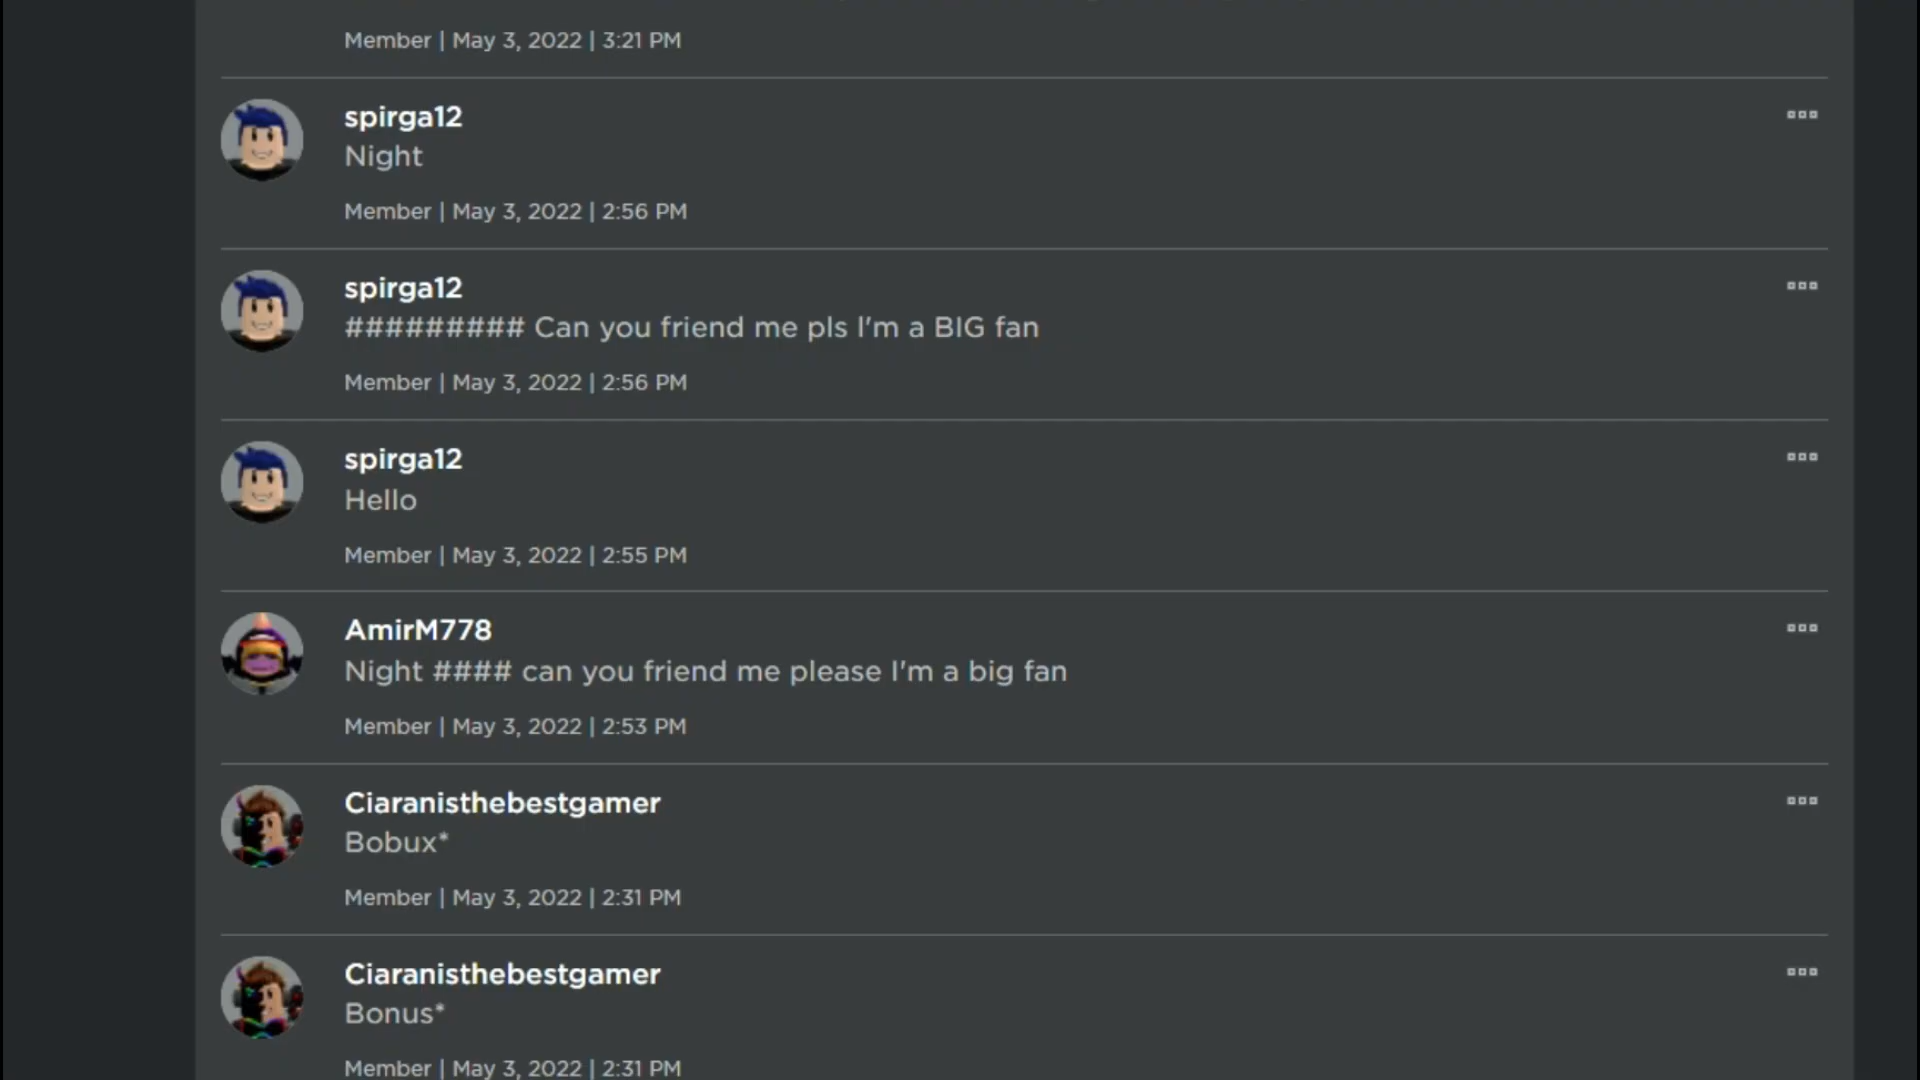 Member | May 3, 2022 | 3:21 PM
spirga12
Night
Member | May 3, 2022 | 2:56 PM
spirga12
######### Can you friend me pls I'm a BIG fan
Member | May 3, 2022 | 2:56 PM
spirga12
Hello
Member | May 3, 2022 | 2:55 PM
AmirM778
Night #### can you friend me please I'm a big fan
Member | May 3, 2022 | 2:53 PM
Ciaranisthebestgamer
Bobux*
Member | May 3, 2022 | 2:31 PM
Ciaranisthebestgamer
Bonus*
Member | May 3, 2022 | 2:31 PM